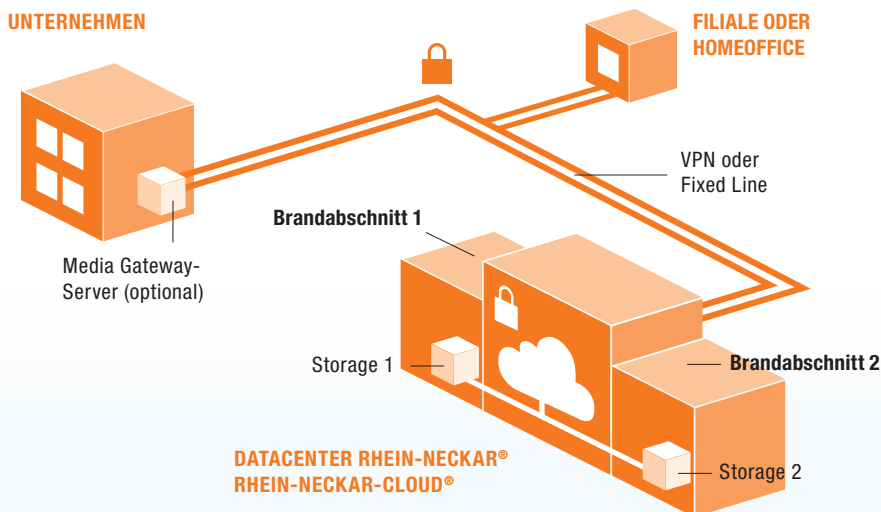 UNTERNEHMEN
FILIALE ODER
HOMEOFFICE
VPN oder
Fixed Line
Brandabschnitt 1
Media Gateway-
Server (optional)
Storage 1
Brandabschnitt 2
DATACENTER RHEIN-NECKAR®
RHEIN-NECKAR-CLOUD®
Storage 2